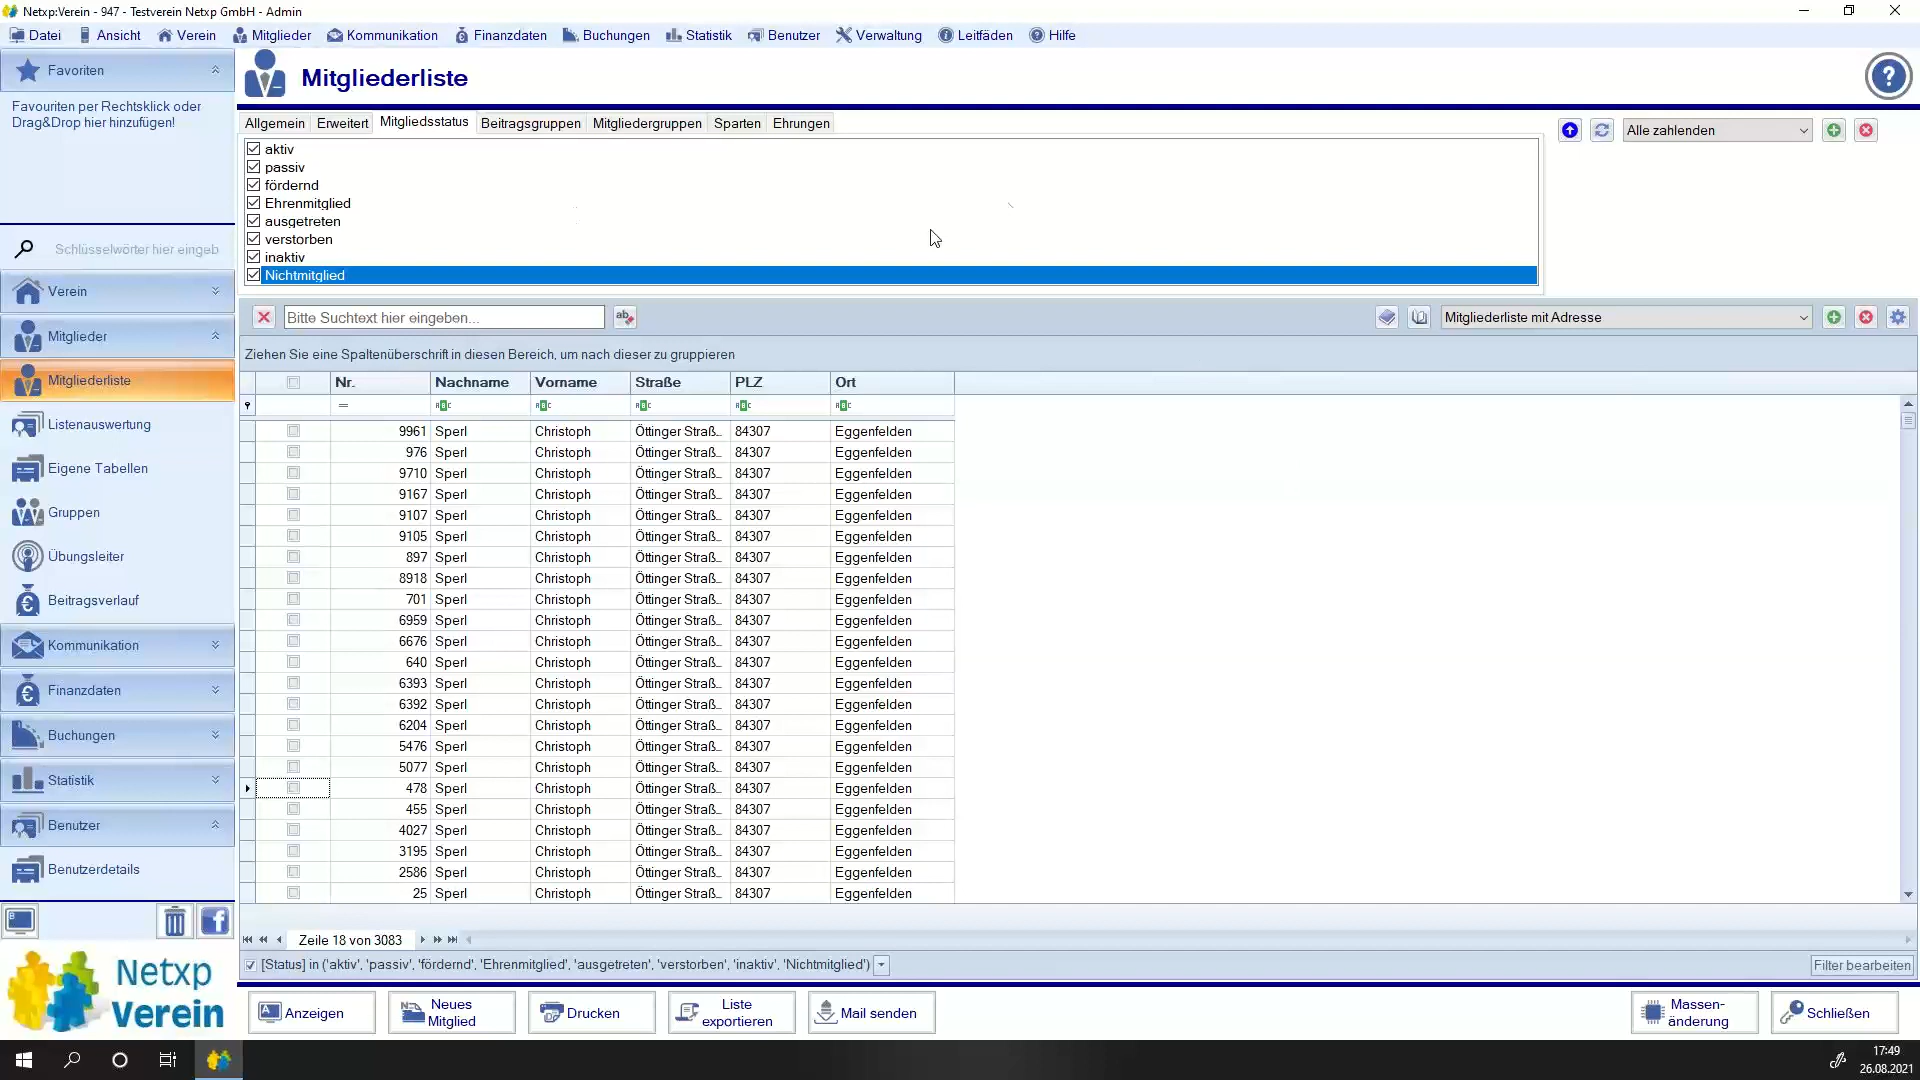 Netxp:Verein - 947 - Testverein Netxp GmbH - Admin
Datei Ansicht Verein Mitglieder Kommunikation Finanzdaten Buchungen Statistik Benutzer Verwaltung Leitfäden Hilfe
Favoriten
Favouriten per Rechtsklick oder
Drag&Drop hier hinzufügen!
Schlüsselwörter hier eingeb
Verein
Mitglieder
Mitgliederliste
Listenauswertung
Eigene Tabellen
Gruppen
Übungsleiter
Beitragsverlauf
Kommunikation
Finanzdaten
Buchungen
Statistik
Benutzer
Benutzerdetails
Netxp
Verein
Mitgliederliste
?
Allgemein Erweitert Mitgliedsstatus Beitragsgruppen Mitgliedergruppen Sparten Ehrungen
Alle zahlenden
aktiv
passiv
fördernd
Ehrenmitglied
ausgetreten
verstorben
inaktiv
Nichtmitglied
Bitte Suchtext hier eingeben...
Mitgliederliste mit Adresse
Ziehen Sie eine Spaltenüberschrift in diesen Bereich, um nach dieser zu gruppieren
Nr. Nachname Vorname Straße PLZ Ort
9961 Sperl Christoph Öttinger Straß... 84307 Eggenfelden
976 Sperl Christoph Öttinger Straß... 84307 Eggenfelden
9710 Sperl Christoph Öttinger Straß... 84307 Eggenfelden
9167 Sperl Christoph Öttinger Straß... 84307 Eggenfelden
9107 Sperl Christoph Öttinger Straß... 84307 Eggenfelden
9105 Sperl Christoph Öttinger Straß... 84307 Eggenfelden
897 Sperl Christoph Öttinger Straß... 84307 Eggenfelden
8918 Sperl Christoph Öttinger Straß... 84307 Eggenfelden
701 Sperl Christoph Öttinger Straß... 84307 Eggenfelden
6959 Sperl Christoph Öttinger Straß... 84307 Eggenfelden
6676 Sperl Christoph Öttinger Straß... 84307 Eggenfelden
640 Sperl Christoph Öttinger Straß... 84307 Eggenfelden
6393 Sperl Christoph Öttinger Straß... 84307 Eggenfelden
6392 Sperl Christoph Öttinger Straß... 84307 Eggenfelden
6204 Sperl Christoph Öttinger Straß... 84307 Eggenfelden
5476 Sperl Christoph Öttinger Straß... 84307 Eggenfelden
5077 Sperl Christoph Öttinger Straß... 84307 Eggenfelden
478 Sperl Christoph Öttinger Straß... 84307 Eggenfelden
455 Sperl Christoph Öttinger Straß... 84307 Eggenfelden
4027 Sperl Christoph Öttinger Straß... 84307 Eggenfelden
3195 Sperl Christoph Öttinger Straß... 84307 Eggenfelden
2586 Sperl Christoph Öttinger Straß... 84307 Eggenfelden
25 Sperl Christoph Öttinger Straß... 84307 Eggenfelden
Zeile 18 von 3083
[Status] in ('aktiv', 'passiv', 'fördernd', 'Ehrenmitglied', 'ausgetreten', 'verstorben', 'inaktiv', 'Nichtmitglied')
Filter bearbeiten
Anzeigen
Neues
Mitglied
Drucken
Liste
exportieren
Mail senden
Massen-
änderung
Schließen
17:49
26.08.2021